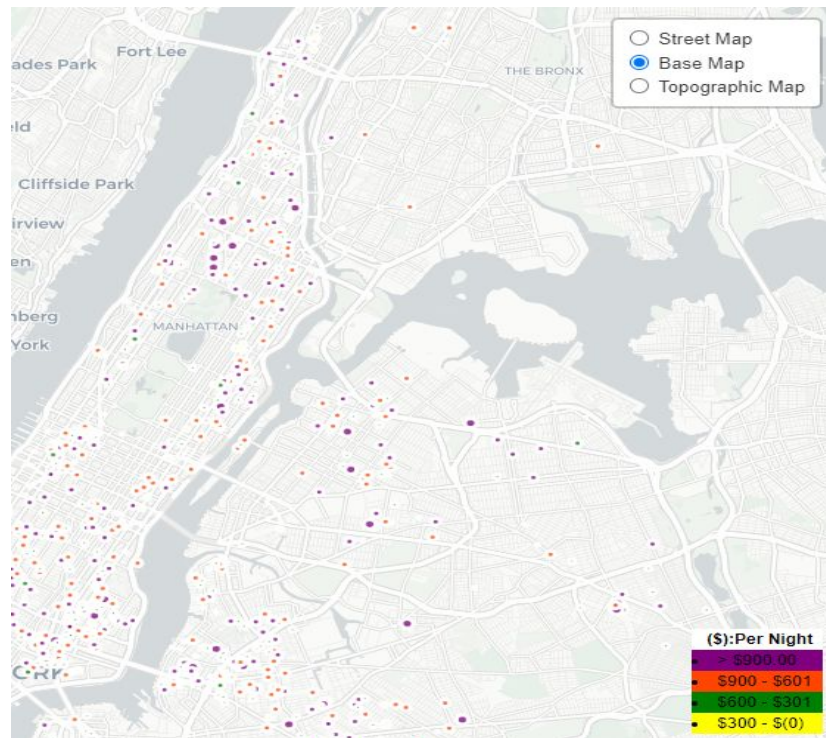 Fort Lee
ades Park
THE BRONX
Street Map
Base Map
Topographic Map
eld
Cliffside Park
irview
en
nberg
York
MANHATTAN
ORK
($):Per Night
> $900.00
$900 - $601
$600 - $301
$300 - $(0)